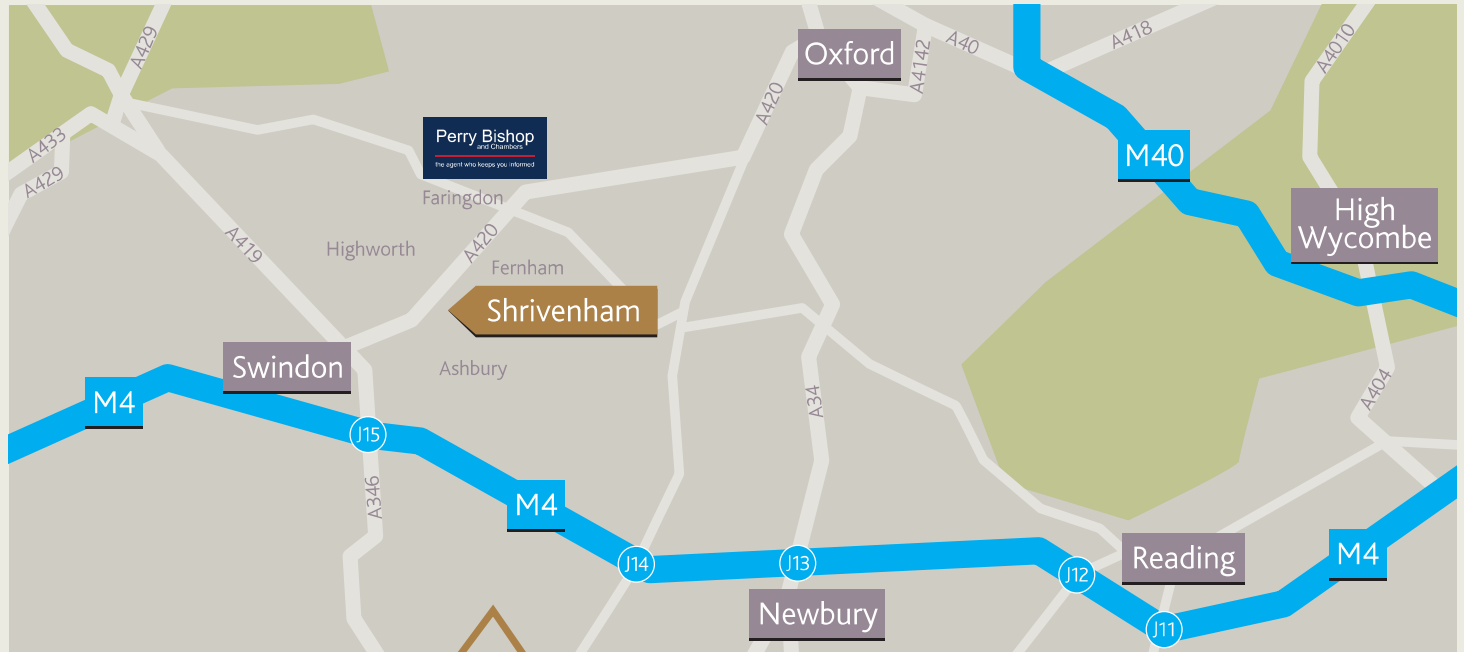 A429
Oxford
A4142
A40
A418
A4010
A420
Perry Bishop
and Chambers
the agent who keeps you informed
A433
A429
M40
Faringdon
High
Wycombe
A419
Highworth
A420
Fernham
Shrivenham
Swindon
Ashbury
M4
A34
A404
J15
A346
M4
J14
J13
J12
Reading
M4
Newbury
J11